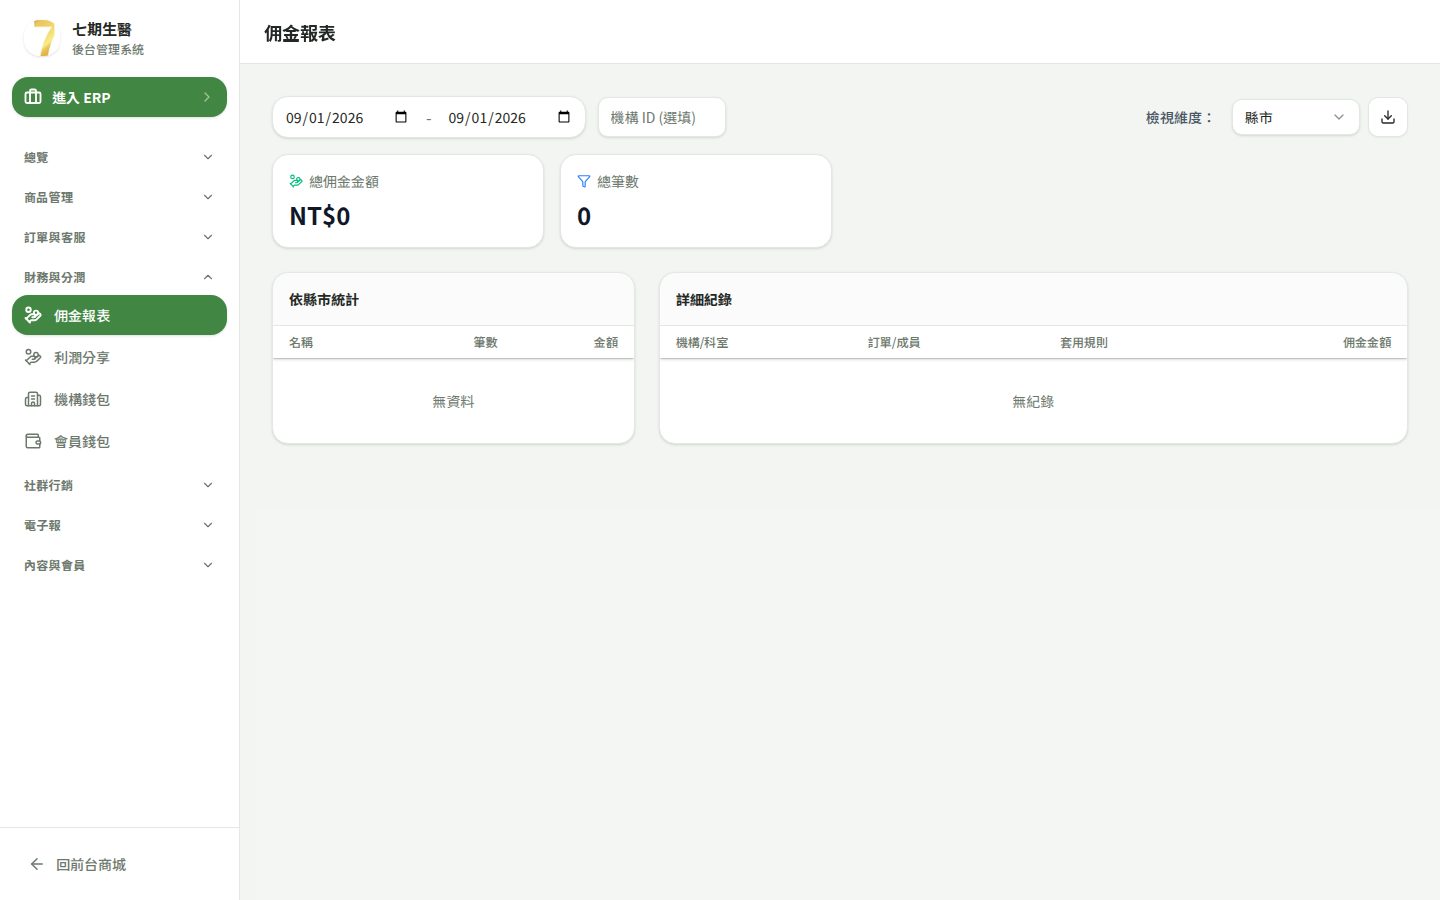 七期生醫
後台管理系統
進入 ERP
總覽
商品管理
訂單與客服
財務與分潤
佣金報表
利潤分享
機構錢包
會員錢包
社群行銷
電子報
內容與會員
回前台商城
佣金報表
09/01/2026 - 09/01/2026 機構 ID (選填) 檢視維度： 縣市
總佣金金額
NT$0
總筆數
0
依縣市統計
名稱 筆數 金額
無資料
詳細紀錄
機構/科室 訂單/成員 套用規則 佣金金額
無紀錄